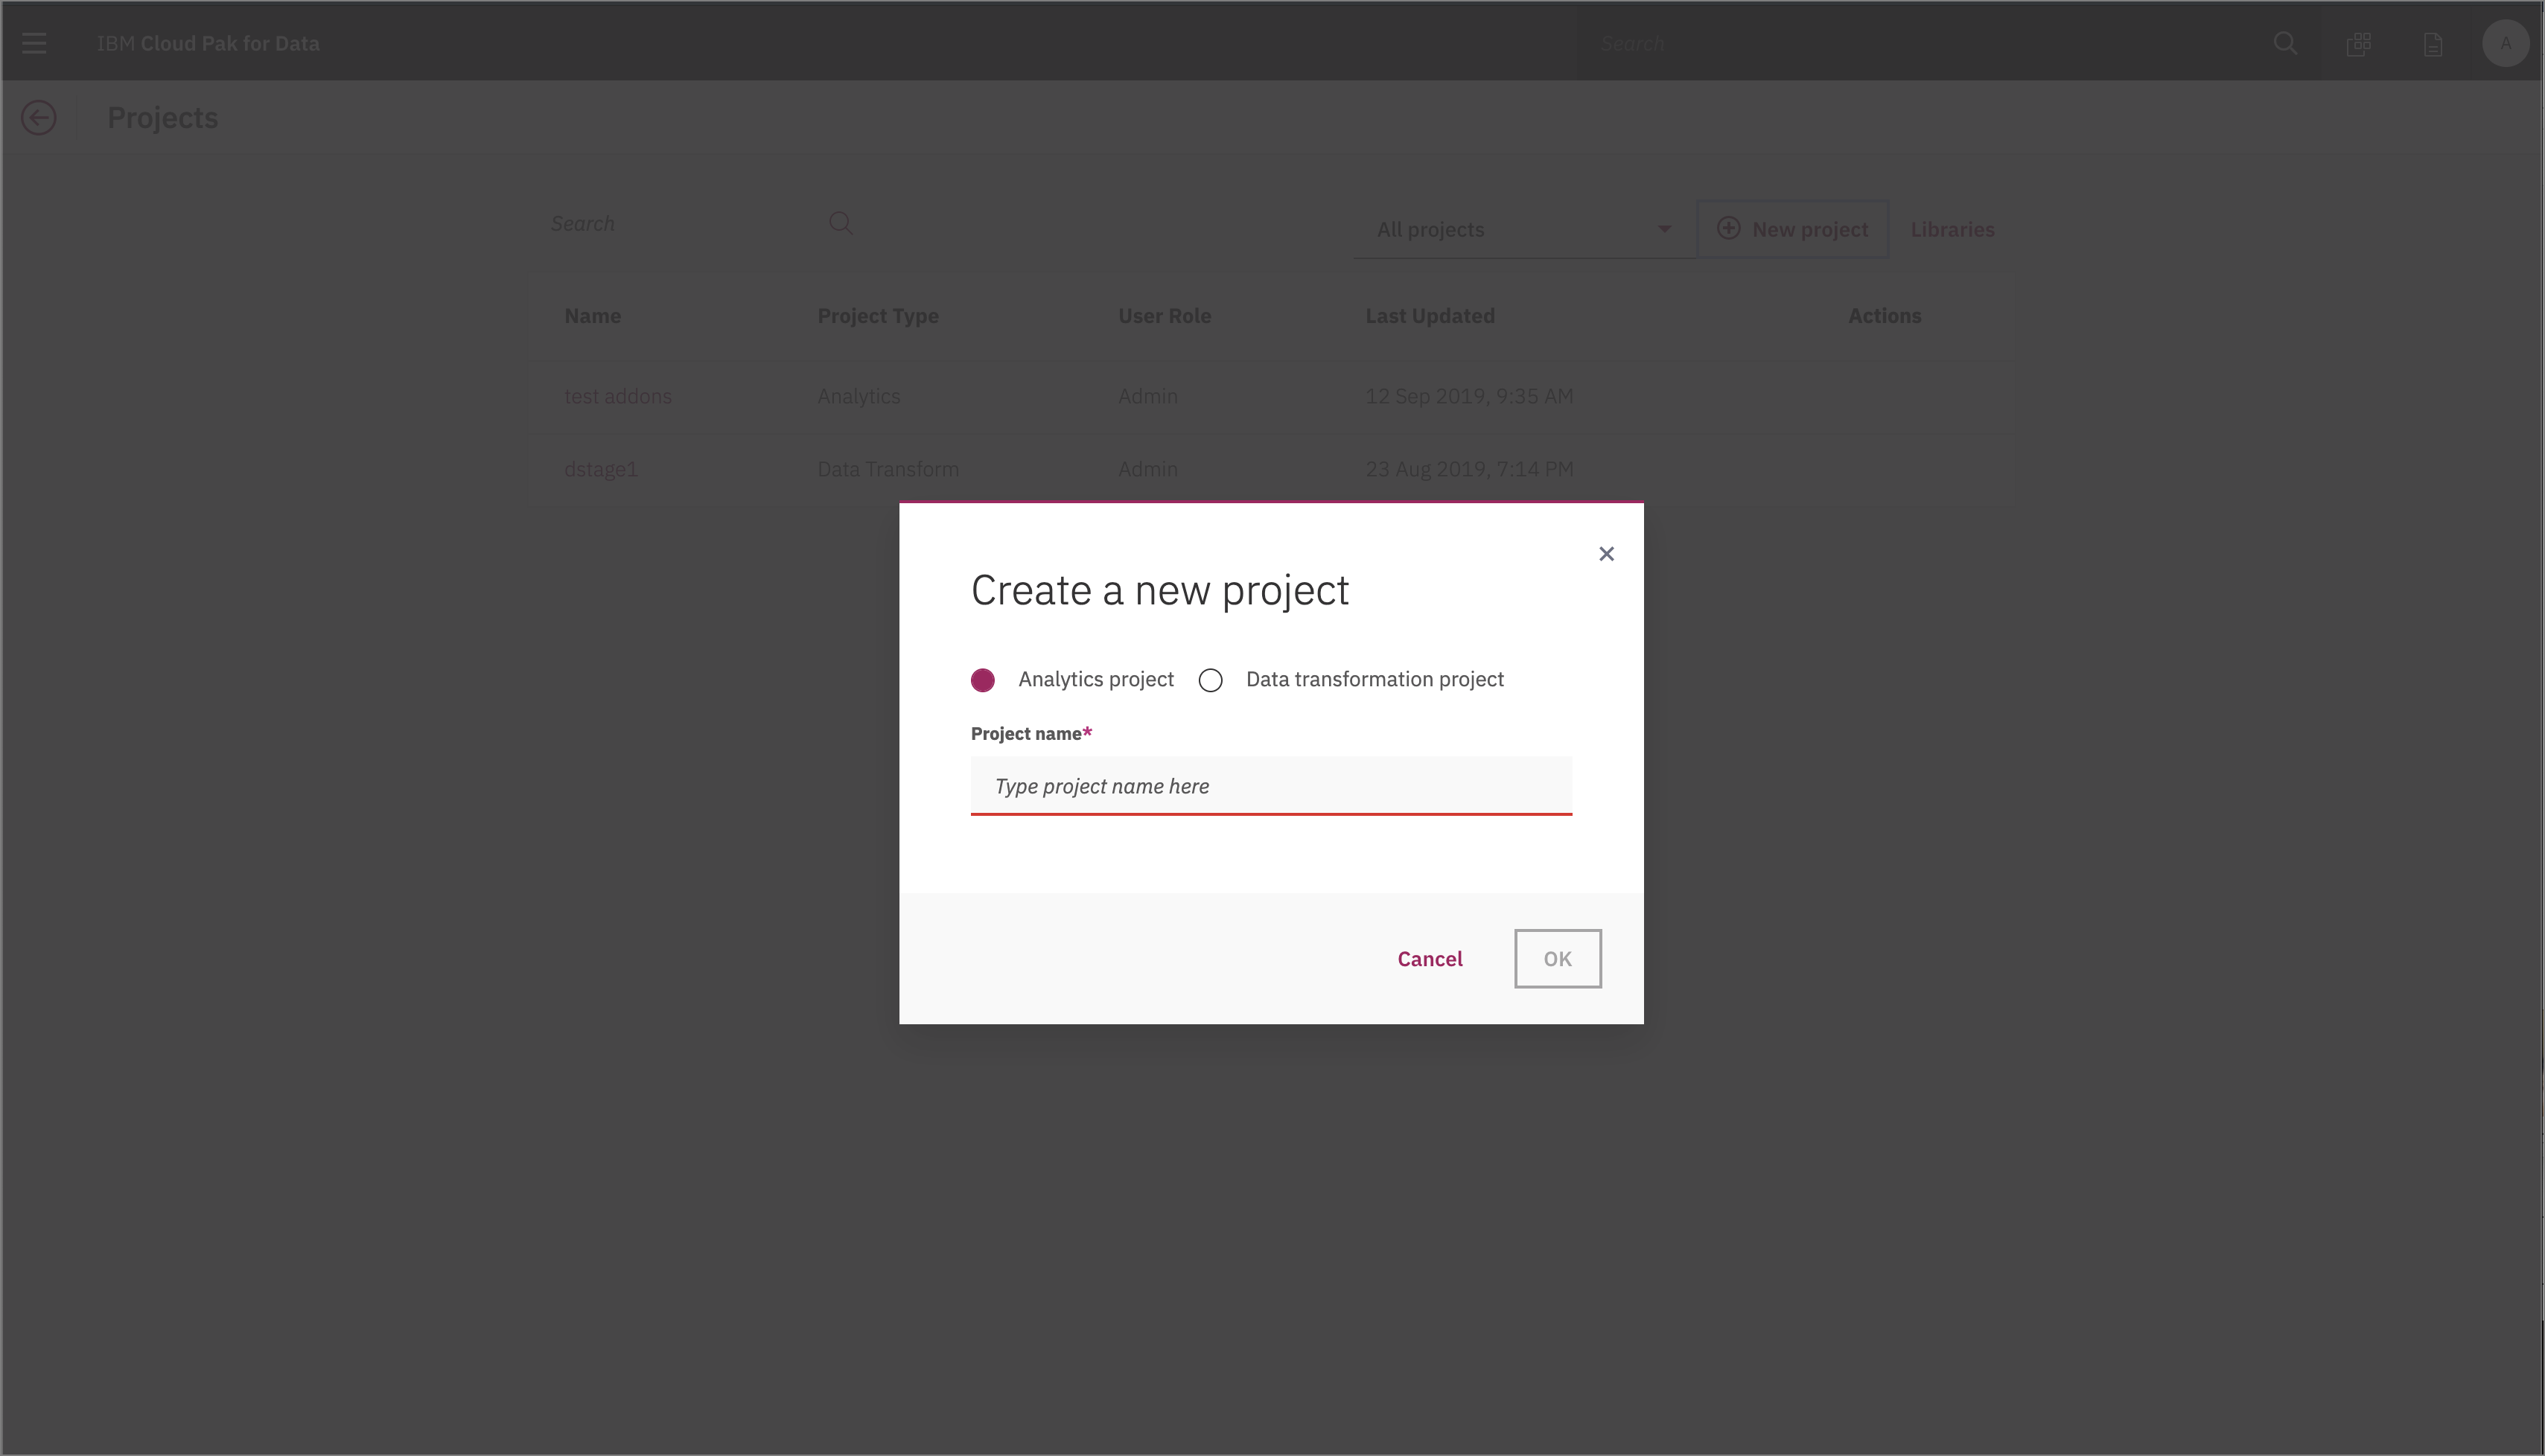 IBM Cloud Pak for Data
Search
A
Projects
Search
All projects
New project
Libraries
Name Project Type User Role Last Updated Actions
test addons Analytics Admin 12 Sep 2019, 9:35 AM
dstage1 Data Transform Admin 23 Aug 2019, 7:14 PM
Create a new project
Analytics project
Data transformation project
Project name*
Type project name here
Cancel
OK